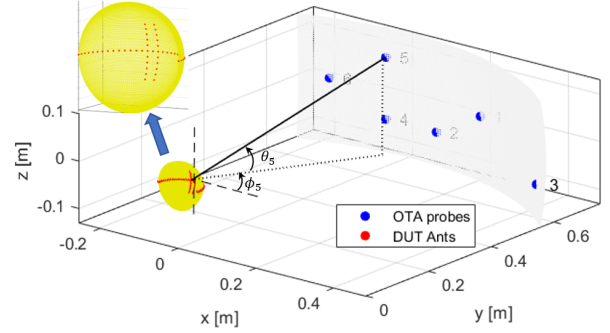 5
6
4
1
2
3
θ₅
ϕ₅
0.1
0
-0.1
z [m]
OTA probes
DUT Ants
-0.2
0
0.2
0.4
x [m]
0
0.2
0.4
0.6
y [m]